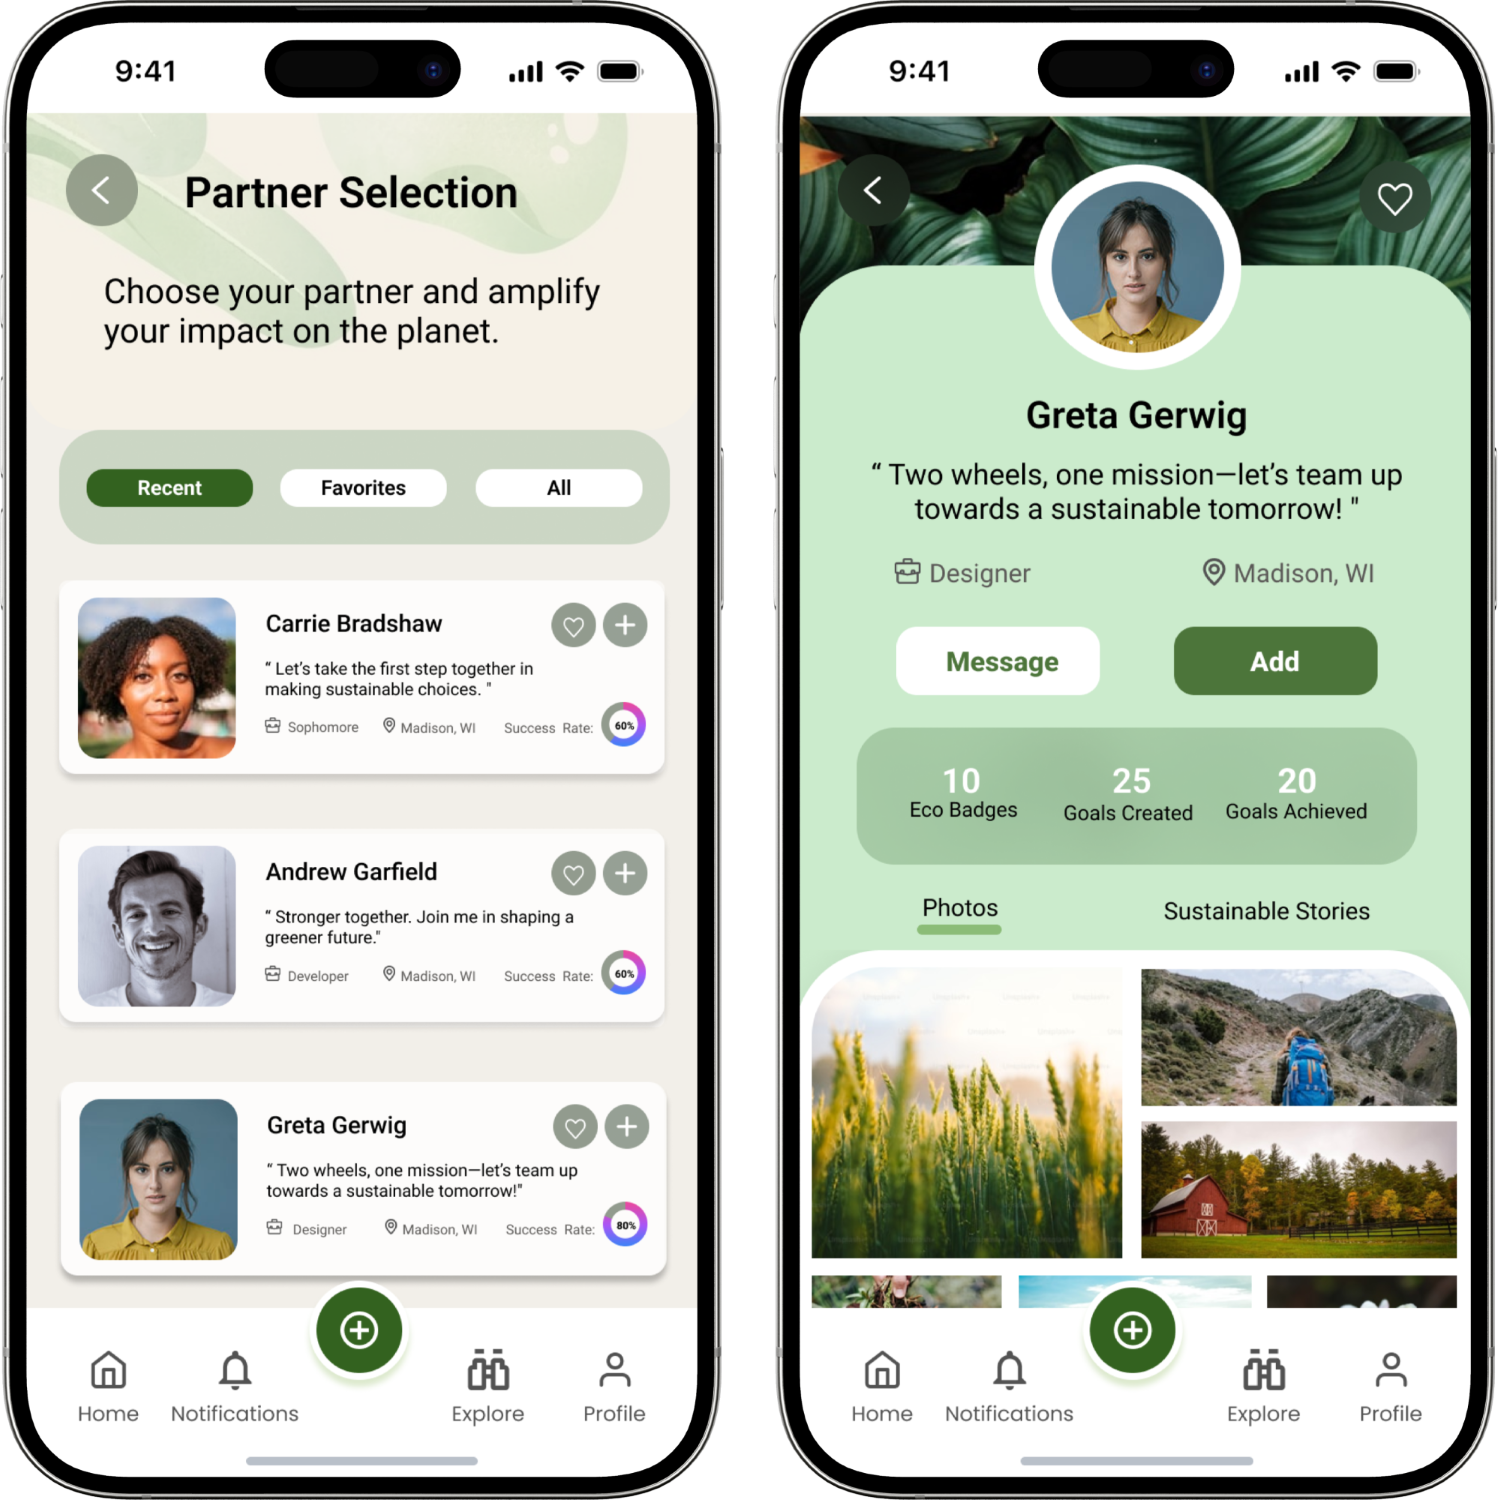 9:41
Partner Selection
Choose your partner and amplify
your impact on the planet.
Recent
Favorites
All
Carrie Bradshaw
“ Let’s take the first step together in
making sustainable choices. "
Sophomore
Madison, WI
Success Rate:
60%
Andrew Garfield
“ Stronger together. Join me in shaping a
greener future."
Developer
Madison, WI
Success Rate:
60%
Greta Gerwig
“ Two wheels, one mission—let’s team up
towards a sustainable tomorrow!"
Designer
Madison, WI
Success Rate:
80%
Home
Notifications
Explore
Profile
9:41
Greta Gerwig
“ Two wheels, one mission—let’s team up
towards a sustainable tomorrow! "
Designer
Madison, WI
Message
Add
10
Eco Badges
25
Goals Created
20
Goals Achieved
Photos
Sustainable Stories
Home
Notifications
Explore
Profile